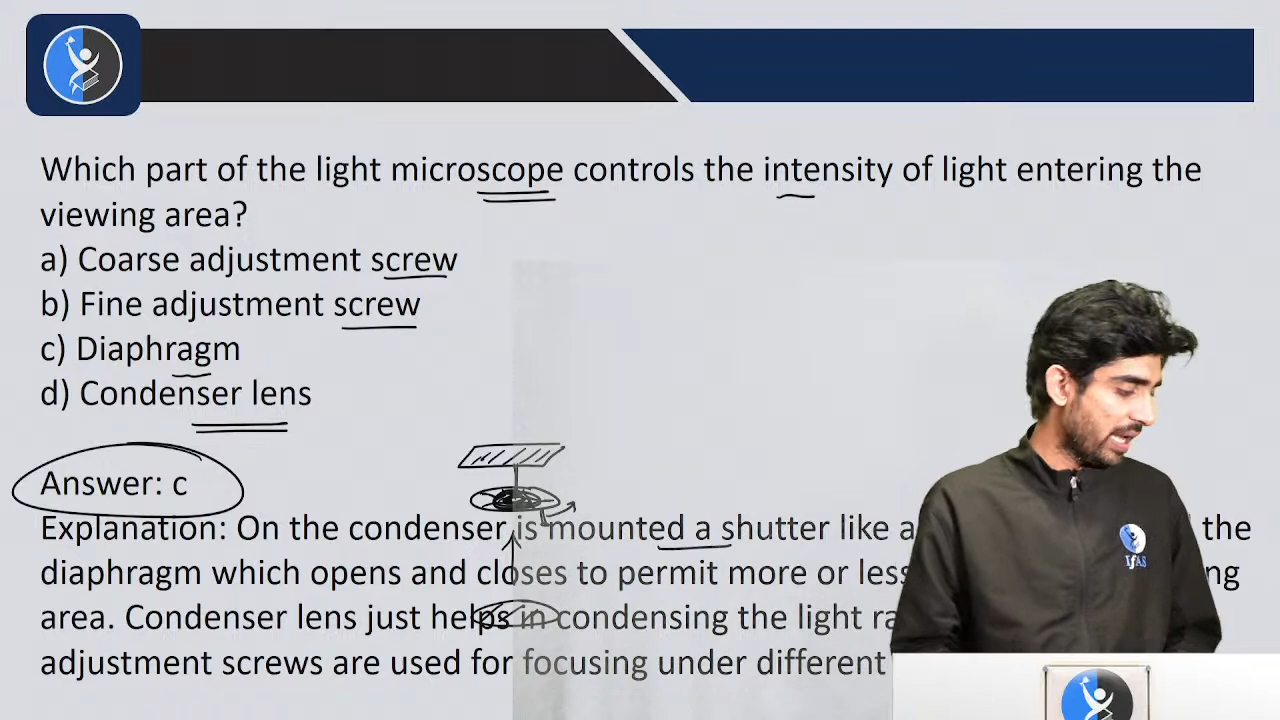 Which part of the light microscope controls the intensity of light entering the
viewing area?
a) Coarse adjustment screw
b) Fine adjustment screw
c) Diaphragm
d) Condenser lens
Answer: c
Explanation: On the condenser is mounted a shutter like a the
diaphragm which opens and closes to permit more or less ng
area. Condenser lens just helps in condensing the light ra
adjustment screws are used for focusing under different
IFAS